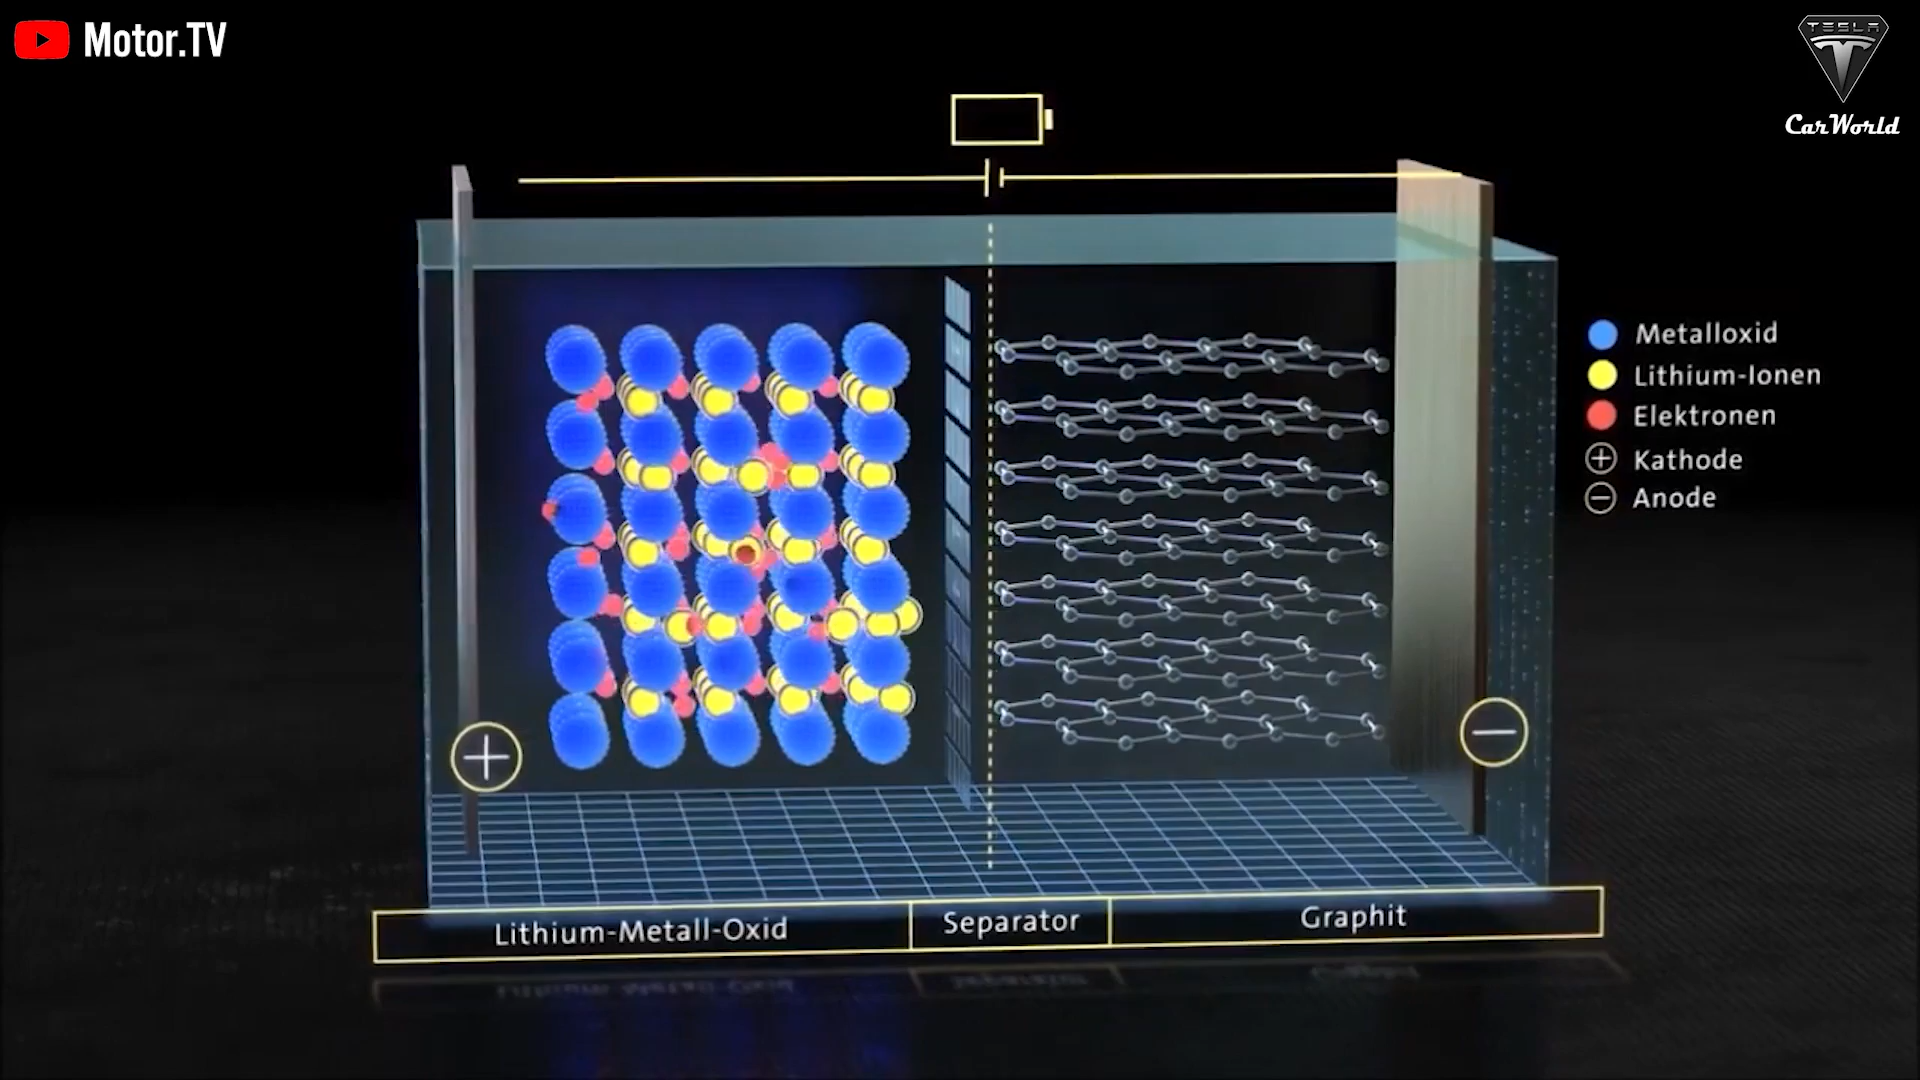 Motor.TV
TESLA
CarWorld
Metalloxid
Lithium-Ionen
Elektronen
+ Kathode
− Anode
+
−
Lithium-Metall-Oxid
Separator
Graphit